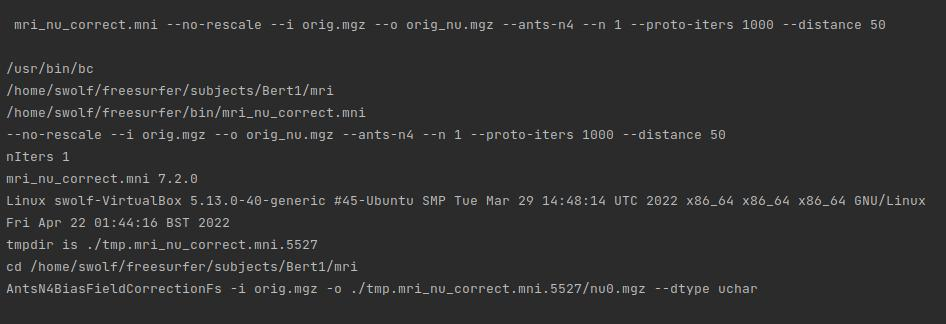 mri_nu_correct.mni --no-rescale --i orig.mgz --o orig_nu.mgz --ants-n4 --n 1 --proto-iters 1000 --distance 50
/usr/bin/bc
/home/swolf/freesurfer/subjects/Bert1/mri
/home/swolf/freesurfer/bin/mri_nu_correct.mni
--no-rescale --i orig.mgz --o orig_nu.mgz --ants-n4 --n 1 --proto-iters 1000 --distance 50
nIters 1
mri_nu_correct.mni 7.2.0
Linux swolf-VirtualBox 5.13.0-40-generic #45-Ubuntu SMP Tue Mar 29 14:48:14 UTC 2022 x86_64 x86_64 x86_64 GNU/Linux
Fri Apr 22 01:44:16 BST 2022
tmpdir is ./tmp.mri_nu_correct.mni.5527
cd /home/swolf/freesurfer/subjects/Bert1/mri
AntsN4BiasFieldCorrectionFs -i orig.mgz -o ./tmp.mri_nu_correct.mni.5527/nu0.mgz --dtype uchar